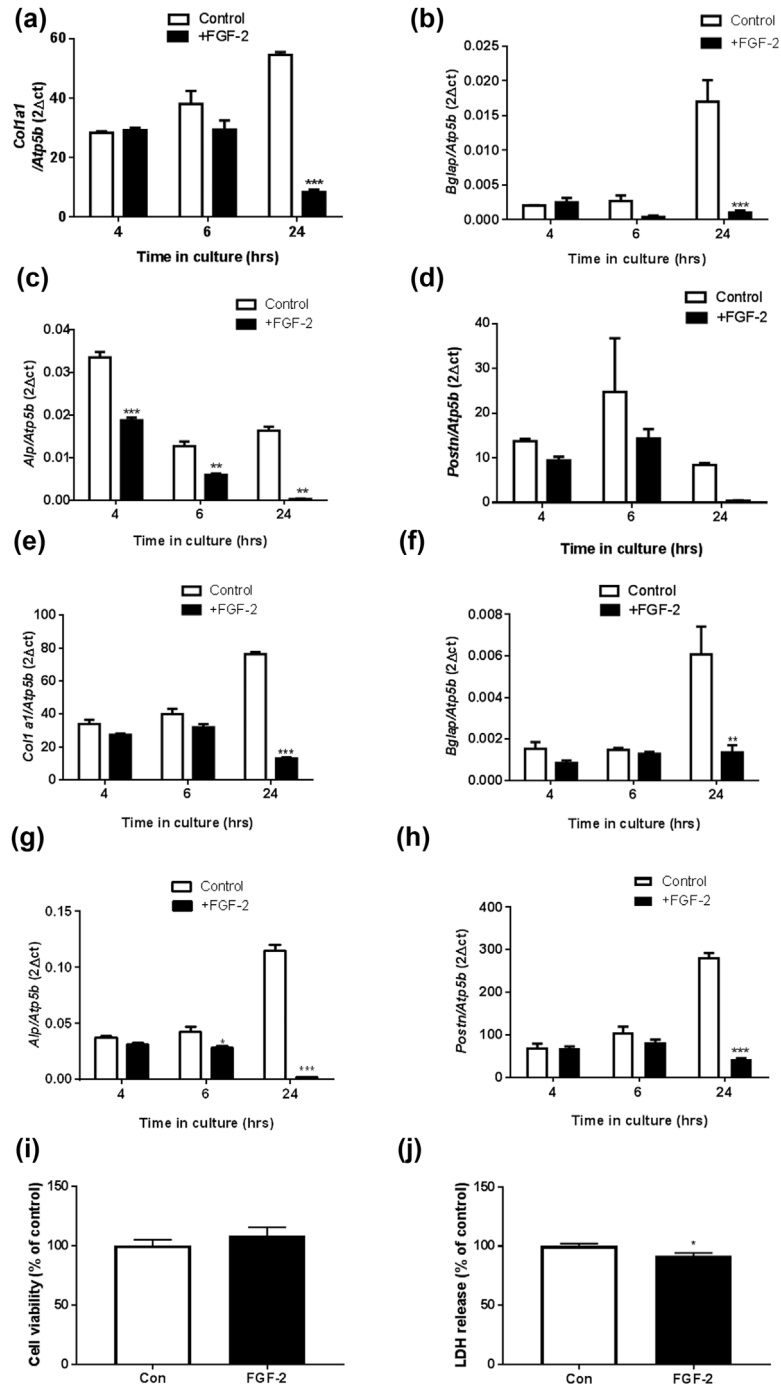 (a)
Control
+FGF-2
Col1a1
/Atp5b (2Δct)
60
40
20
0
4 6 24
Time in culture (hrs)
***
(b)
Control
+FGF-2
Bglap/Atp5b (2Δct)
0.025
0.020
0.015
0.010
0.005
0.000
***
4 6 24
Time in culture (hrs)
(c)
Control
+FGF-2
Alp/Atp5b (2Δct)
0.04
0.03
0.02
0.01
0.00
***
**
**
4 6 24
Time in culture (hrs)
(d)
Control
+FGF-2
Postn/Atp5b (2Δct)
40
30
20
10
0
4 6 24
Time in culture (hrs)
(e)
Control
+FGF-2
Col1 a1/Atp5b (2Δct)
100
80
60
40
20
0
***
4 6 24
Time in culture (hrs)
(f)
Control
+FGF-2
Bglap/Atp5b (2Δct)
0.008
0.006
0.004
0.002
0.000
**
4 6 24
Time in culture (hrs)
(g)
Control
+FGF-2
Alp/Atp5b (2Δct)
0.15
0.10
0.05
0.00
*
***
4 6 24
Time in culture (hrs)
(h)
Control
+FGF-2
Postn/Atp5b (2Δct)
400
300
200
100
0
***
4 6 24
Time in culture (hrs)
(i)
Cell viability (% of control)
150
100
50
0
Con FGF-2
(j)
LDH release (% of control)
150
100
50
0
*
Con FGF-2